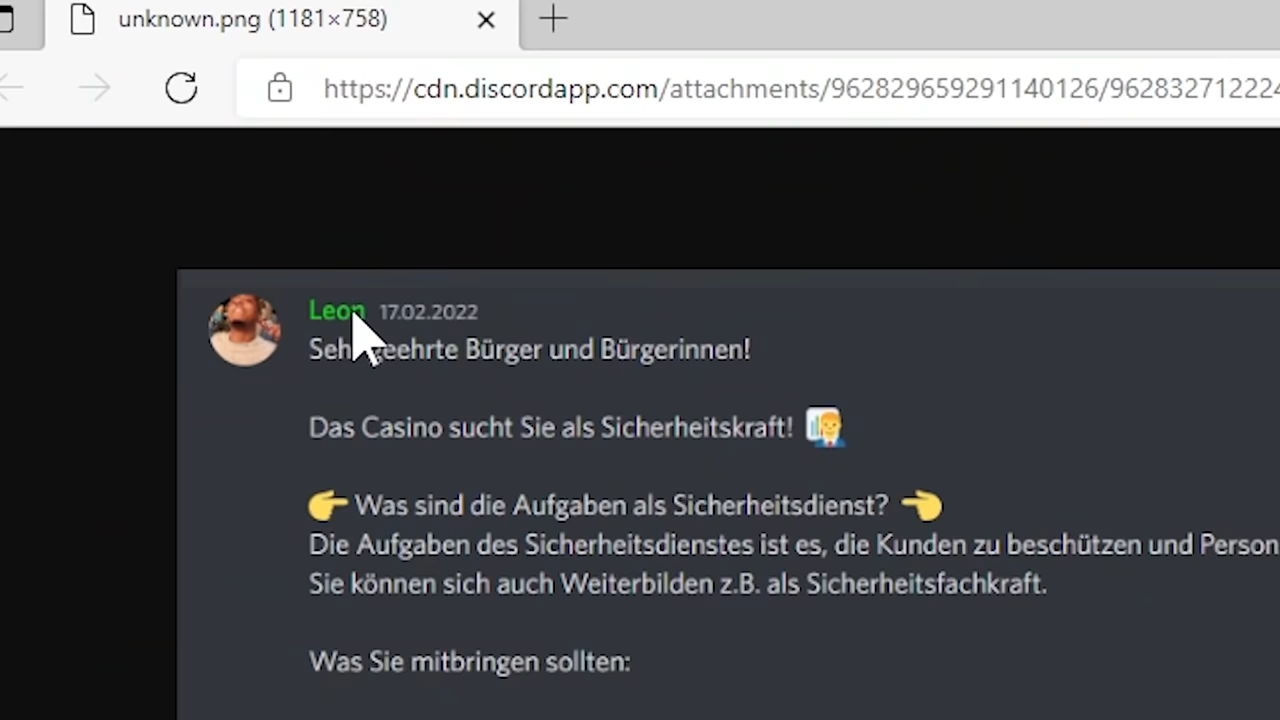 unknown.png (1181×758)
https://cdn.discordapp.com/attachments/962829659291140126/96283271222
Leon 17.02.2022
Bürger und Bürgerinnen!
Das Casino sucht Sie als Sicherheitskraft!
Was sind die Aufgaben als Sicherheitsdienst?
Die Aufgaben des Sicherheitsdienstes ist es, die Kunden zu beschützen und Person
Sie können sich auch Weiterbilden z.B. als Sicherheitsfachkraft.
Was Sie mitbringen sollten: